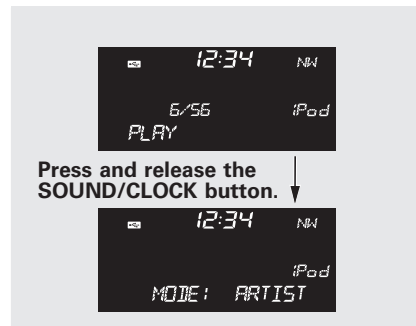 12:34 NW
6/56 iPod
PLAY
Press and release the
SOUND/CLOCK button.
12:34 NW
iPod
MODE: ARTIST